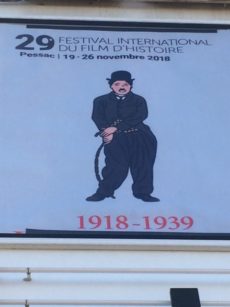 29 FESTIVAL INTERNATIONAL
DU FILM D'HISTOIRE
Pessac | 19 - 26 novembre 2018
1918-1939